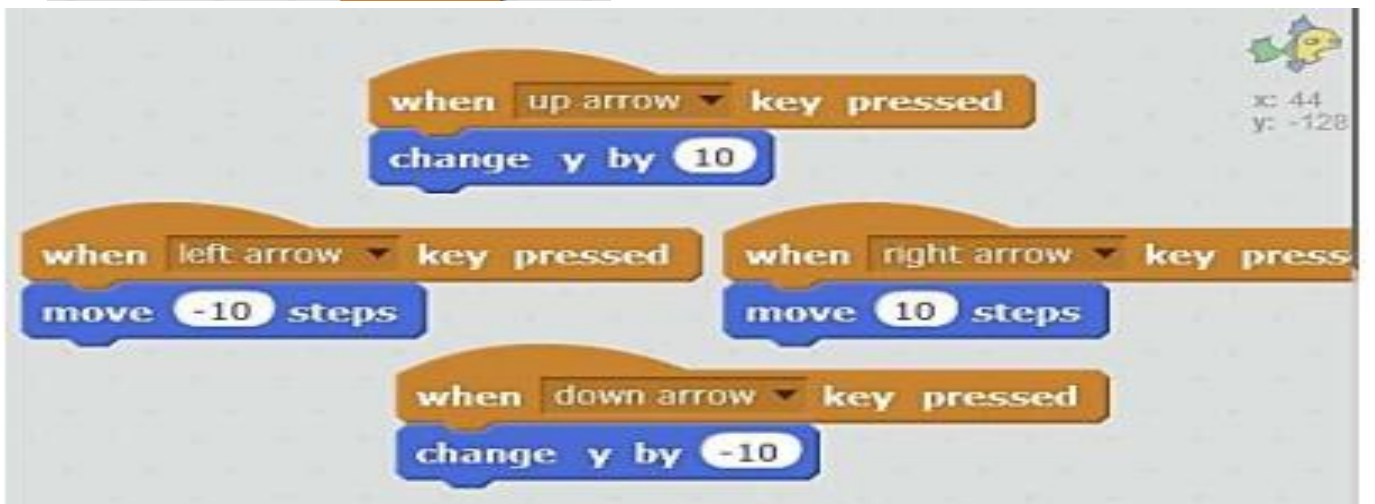 when up arrow key pressed
change y by 10
x: 44
y: -128
when left arrow key pressed
move -10 steps
when right arrow key press
move 10 steps
when down arrow key pressed
change y by -10